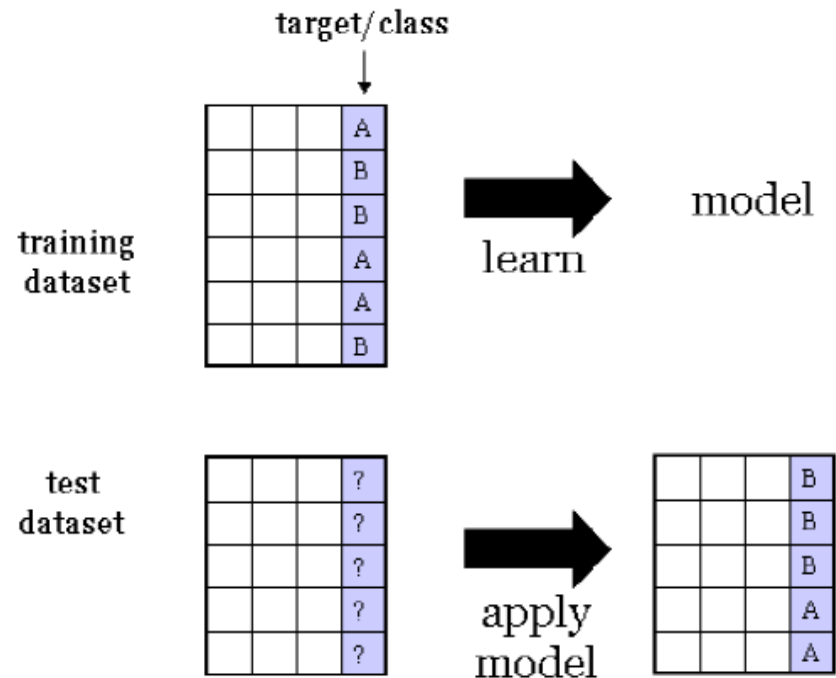 target/class
A
B
B
A
A
B
training
dataset
learn
model
test
dataset
?
?
?
?
?
apply
model
B
B
B
A
A